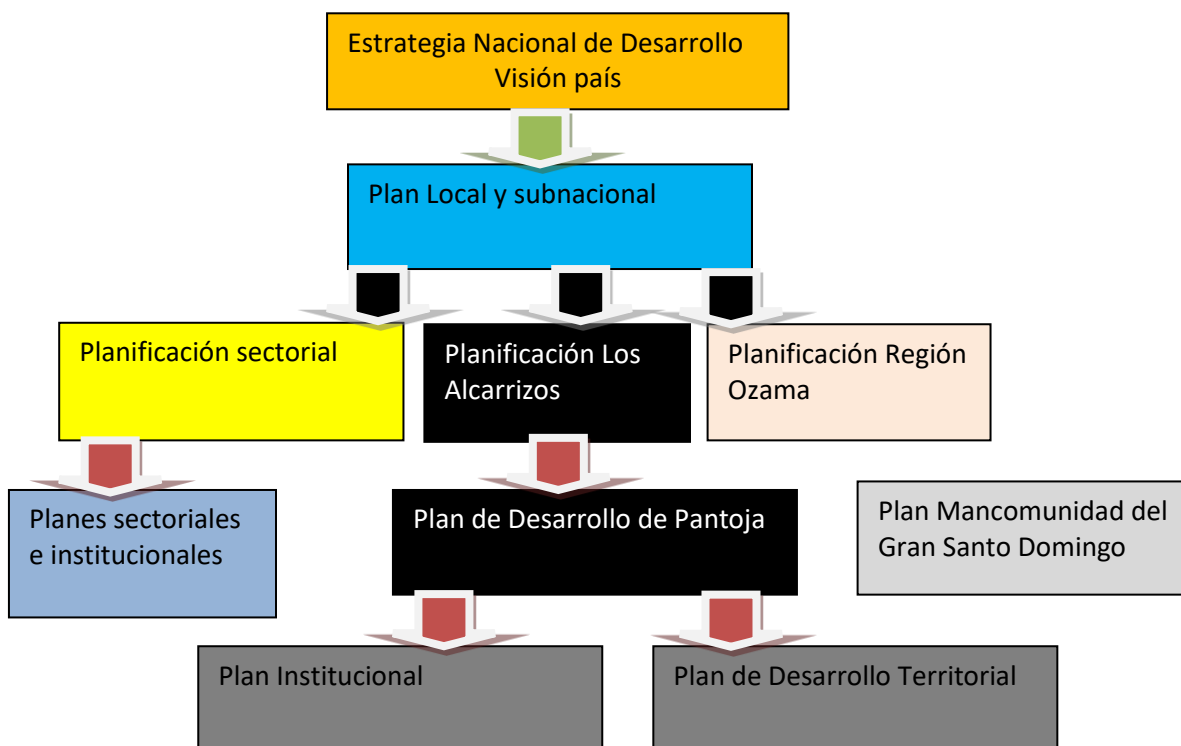 Estrategia Nacional de Desarrollo
Visión país
Plan Local y subnacional
Planificación sectorial
Planificación Los
Alcarrizos
Planificación Región
Ozama
Planes sectoriales
e institucionales
Plan de Desarrollo de Pantoja
Plan Mancomunidad del
Gran Santo Domingo
Plan Institucional
Plan de Desarrollo Territorial